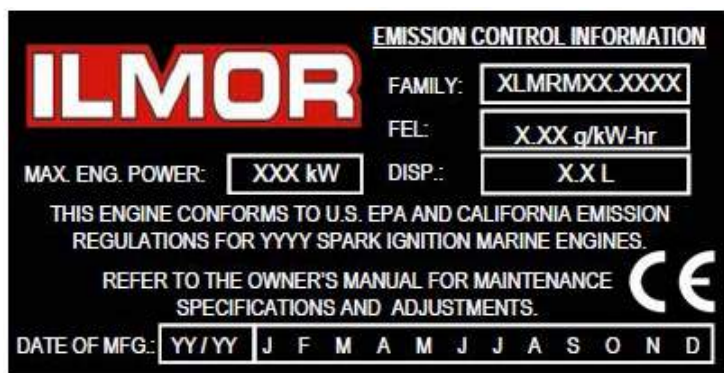 ILMOR
EMISSION CONTROL INFORMATION
FAMILY: XLMRMXX.XXXX
FEL: X.XX g/kW-hr
MAX. ENG. POWER: XXX kW DISP.: X.X L
THIS ENGINE CONFORMS TO U.S. EPA AND CALIFORNIA EMISSION
REGULATIONS FOR YYYY SPARK IGNITION MARINE ENGINES.
REFER TO THE OWNER'S MANUAL FOR MAINTENANCE
SPECIFICATIONS AND ADJUSTMENTS.
CE
DATE OF MFG.: YY/YY J F M A M J J A S O N D